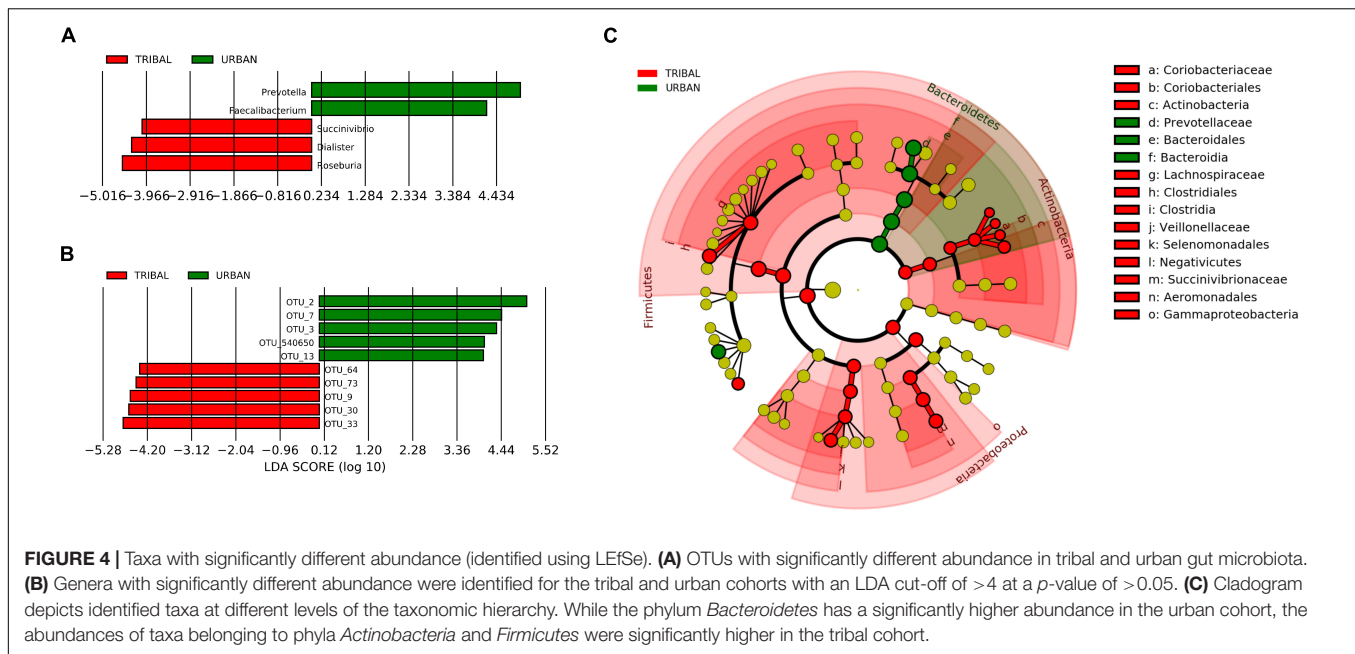 A
TRIBAL URBAN
Prevotella
Faecalibacterium
Succinivibrio
Dialister
Roseburia
−5.016 −3.966 −2.916 −1.866 −0.816 0.234 1.284 2.334 3.384 4.434
B
TRIBAL URBAN
OTU_2
OTU_7
OTU_3
OTU_540650
OTU_13
OTU_64
OTU_73
OTU_9
OTU_30
OTU_33
−5.28 −4.20 −3.12 −2.04 −0.96 0.12 1.20 2.28 3.36 4.44 5.52
LDA SCORE (log 10)
C
TRIBAL
URBAN
Bacteroidetes
f
e
d
Actinobacteria
c
b
a
g
h
i
Firmicutes
k
l
m
n
o
Proteobacteria
a: Coriobacteriaceae
b: Coriobacteriales
c: Actinobacteria
d: Prevotellaceae
e: Bacteroidales
f: Bacteroidia
g: Lachnospiraceae
h: Clostridiales
i: Clostridia
j: Veillonellaceae
k: Selenomonadales
l: Negativicutes
m: Succinivibrionaceae
n: Aeromonadales
o: Gammaproteobacteria
FIGURE 4 | Taxa with significantly different abundance (identified using LEfSe). (A) OTUs with significantly different abundance in tribal and urban gut microbiota.
(B) Genera with significantly different abundance were identified for the tribal and urban cohorts with an LDA cut-off of >4 at a p-value of >0.05. (C) Cladogram
depicts identified taxa at different levels of the taxonomic hierarchy. While the phylum Bacteroidetes has a significantly higher abundance in the urban cohort, the
abundances of taxa belonging to phyla Actinobacteria and Firmicutes were significantly higher in the tribal cohort.